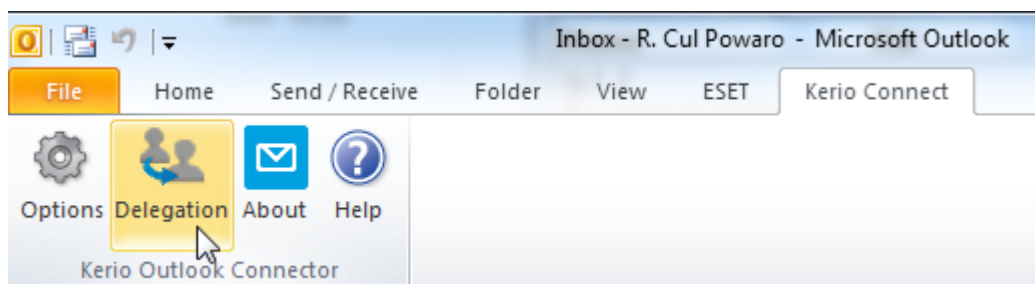 Inbox - R. Cul Powaro - Microsoft Outlook
File Home Send / Receive Folder View ESET Kerio Connect
Options Delegation About Help
Kerio Outlook Connector